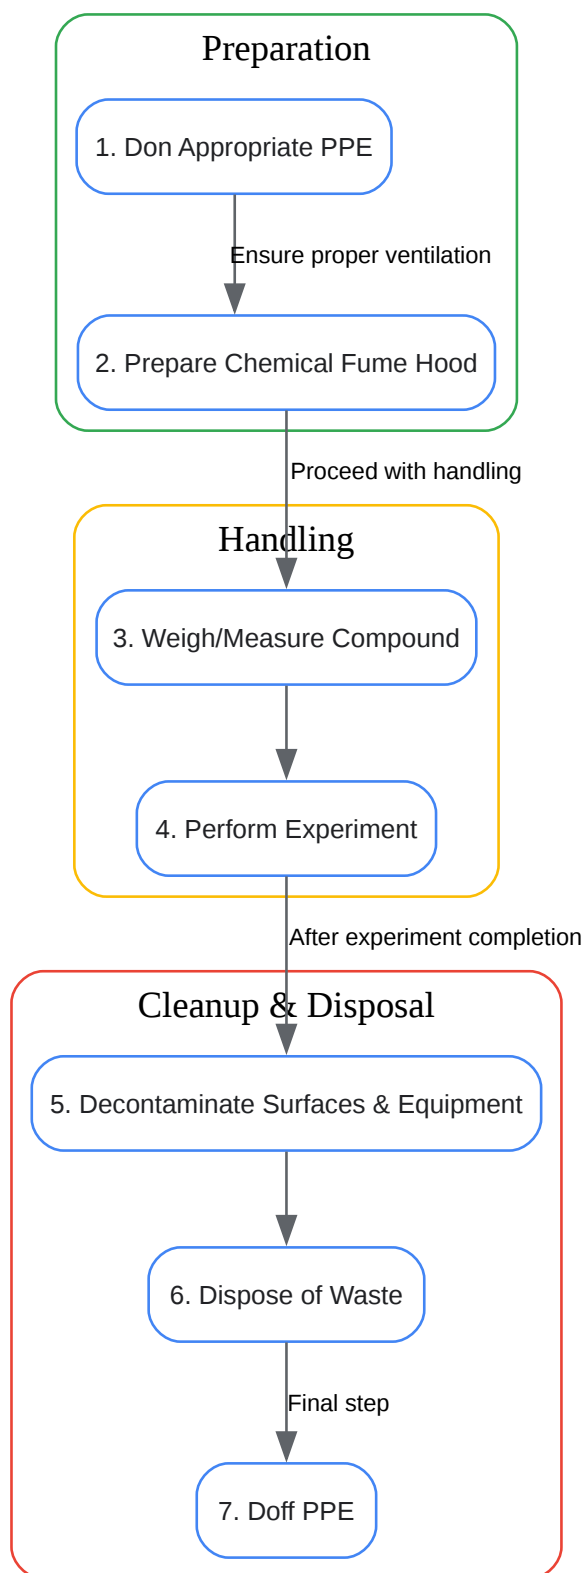 Preparation
1. Don Appropriate PPE
Ensure proper ventilation
2. Prepare Chemical Fume Hood
Proceed with handling
Handling
3. Weigh/Measure Compound
4. Perform Experiment
After experiment completion
Cleanup & Disposal
5. Decontaminate Surfaces & Equipment
6. Dispose of Waste
Final step
7. Doff PPE